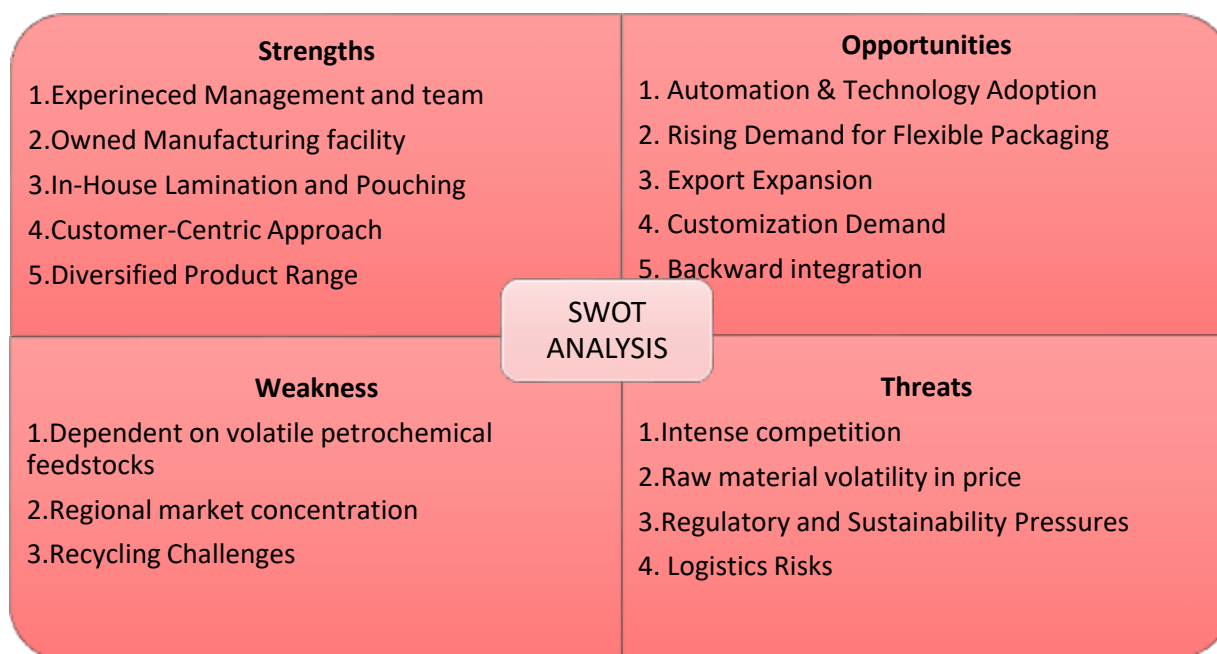 Strengths
1.Experineced Management and team
2.Owned Manufacturing facility
3.In-House Lamination and Pouching
4.Customer-Centric Approach
5.Diversified Product Range
Opportunities
1. Automation & Technology Adoption
2. Rising Demand for Flexible Packaging
3. Export Expansion
4. Customization Demand
5. Backward integration
SWOT
ANALYSIS
Weakness
1.Dependent on volatile petrochemical
feedstocks
2.Regional market concentration
3.Recycling Challenges
Threats
1.Intense competition
2.Raw material volatility in price
3.Regulatory and Sustainability Pressures
4. Logistics Risks